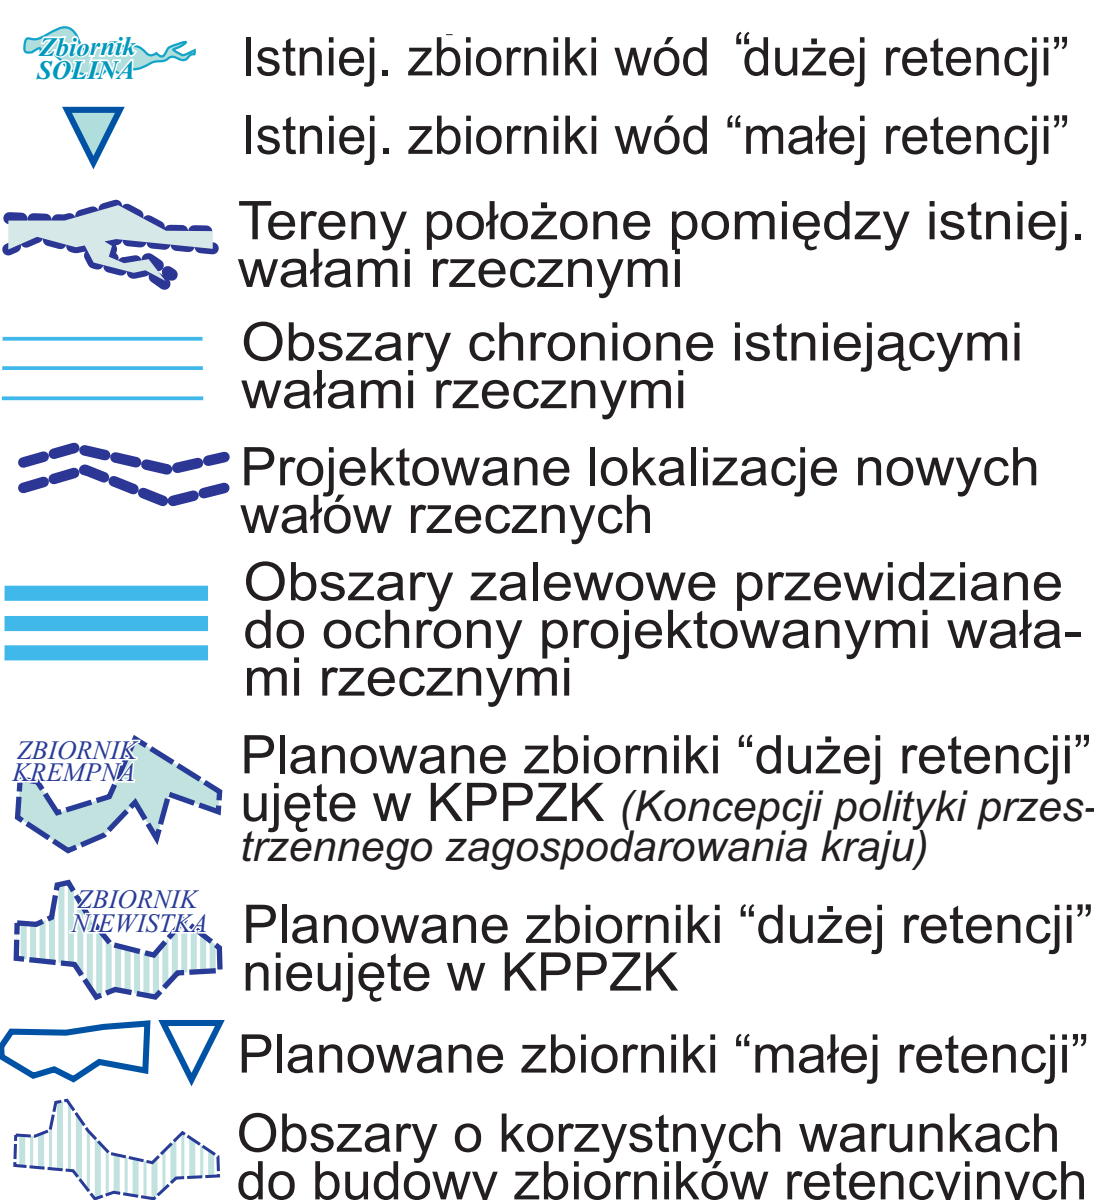 Zbiornik
SOLINA
Istniej. zbiorniki wód “dużej retencji”
Istniej. zbiorniki wód “małej retencji”
Tereny położone pomiędzy istniej.
wałami rzecznymi
Obszary chronione istniejącymi
wałami rzecznymi
Projektowane lokalizacje nowych
wałów rzecznych
Obszary zalewowe przewidziane
do ochrony projektowanymi wała-
mi rzecznymi
ZBIORNIK
KREMPNA
Planowane zbiorniki “dużej retencji”
ujęte w KPPZK (Koncepcji polityki przes-
trzennego zagospodarowania kraju)
ZBIORNIK
NIEWISTKA
Planowane zbiorniki “dużej retencji”
nieujęte w KPPZK
Planowane zbiorniki “małej retencji”
Obszary o korzystnych warunkach
do budowy zbiorników retencyjnych